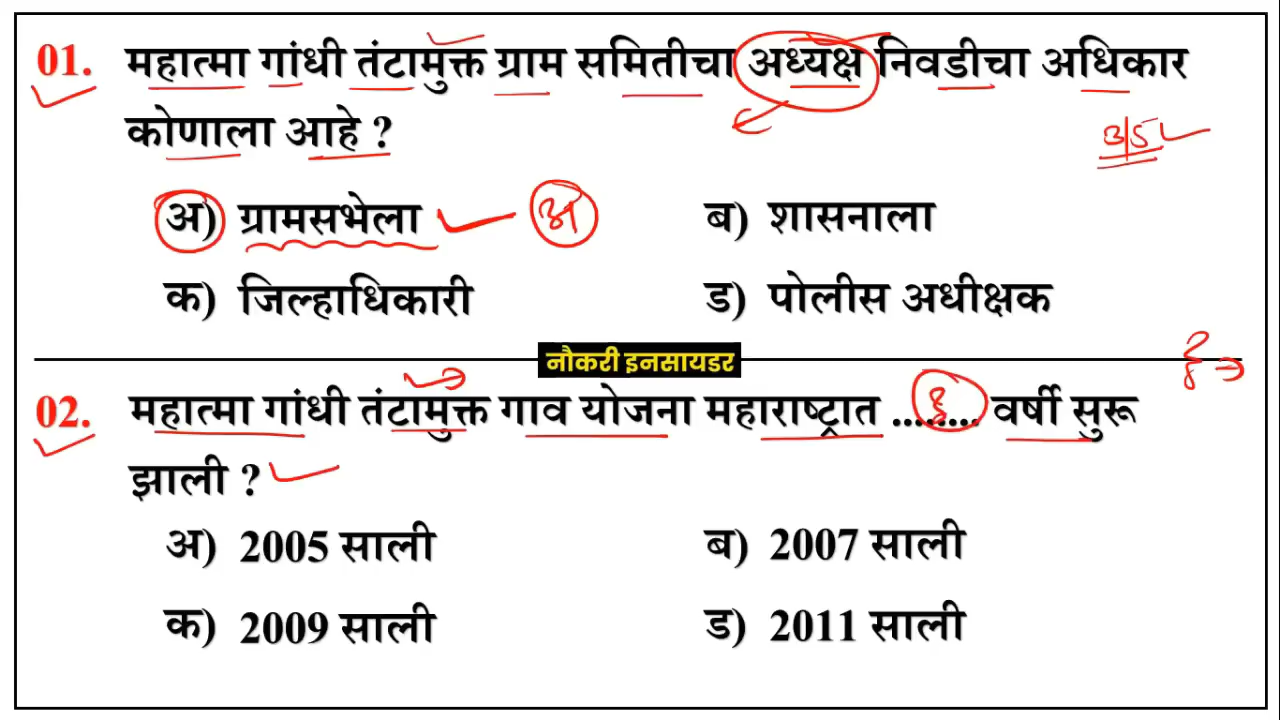 01. महात्मा गांधी तंटामुक्त ग्राम समितीचा अध्यक्ष निवडीचा अधिकार
कोणाला आहे ?
अ) ग्रामसभेला अ ब) शासनाला
क) जिल्हाधिकारी ड) पोलीस अधीक्षक
नौकरी इनसायडर
02. महात्मा गांधी तंटामुक्त गाव योजना महाराष्ट्रात ........ वर्षी सुरू
झाली ?
अ) 2005 साली ब) 2007 साली
क) 2009 साली ड) 2011 साली